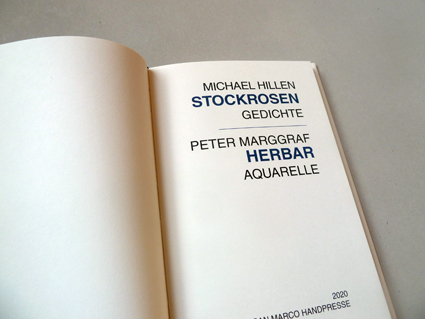 MICHAEL HILLEN
STOCKROSEN
GEDICHTE
PETER MARGGRAF
HERBAR
AQUARELLE
2020
MARCO HANDPRESSE